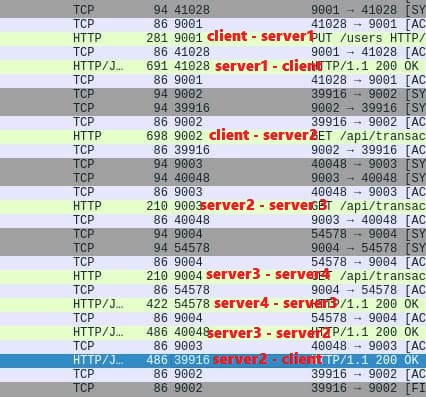 TCP 94 41028 9001 → 41028 [SY
TCP 86 9001 41028 → 9001 [AC
HTTP 281 9001 client - server1 PUT /users HTTP/
TCP 86 41028 9001 → 41028 [AC
HTTP/J… 691 41028 server1 - client HTTP/1.1 200 OK
TCP 86 9001 41028 → 9001 [AC
TCP 94 9002 39916 → 9002 [SY
TCP 94 39916 9002 → 39916 [SY
TCP 86 9002 39916 → 9002 [AC
HTTP 698 9002 client - server2 GET /api/transac
TCP 86 39916 9002 → 39916 [AC
TCP 94 9003 40048 → 9003 [SY
TCP 94 40048 9003 → 40048 [SY
TCP 86 9003 40048 → 9003 [AC
HTTP 210 9003 server2 - server3 GET /api/transac
TCP 86 40048 9003 → 40048 [AC
TCP 94 9004 54578 → 9004 [SY
TCP 94 54578 9004 → 54578 [SY
TCP 86 9004 54578 → 9004 [AC
HTTP 210 9004 server3 - server4 GET /api/transac
TCP 86 54578 9004 → 54578 [AC
HTTP/J… 422 54578 server4 - server3 HTTP/1.1 200 OK
TCP 86 9004 54578 → 9004 [AC
HTTP/J… 486 40048 server3 - server2 HTTP/1.1 200 OK
TCP 86 9003 40048 → 9003 [AC
HTTP/J… 486 39916 server2 - client HTTP/1.1 200 OK
TCP 86 9002 39916 → 9002 [AC
TCP 86 9002 39916 → 9002 [FI